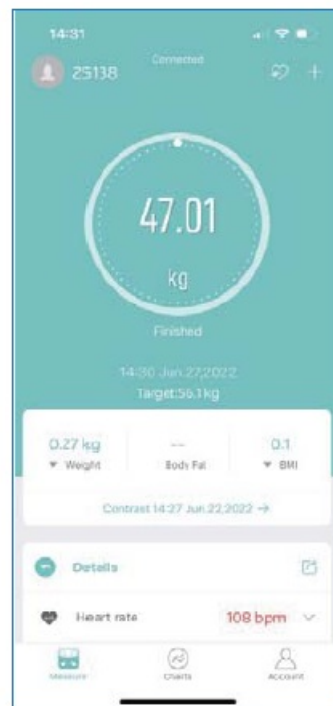 14:31
Connected
25138
47.01
kg
Finished
14:30 Jun.27,2022
Target:56.1kg
0.27 kg
-- 
0.1
▼ Weight
Body Fat
▼ BMI
Contrast 14:27 Jun.22,2022 →
Details
Heart rate
108 bpm
Measure
Charts
Account